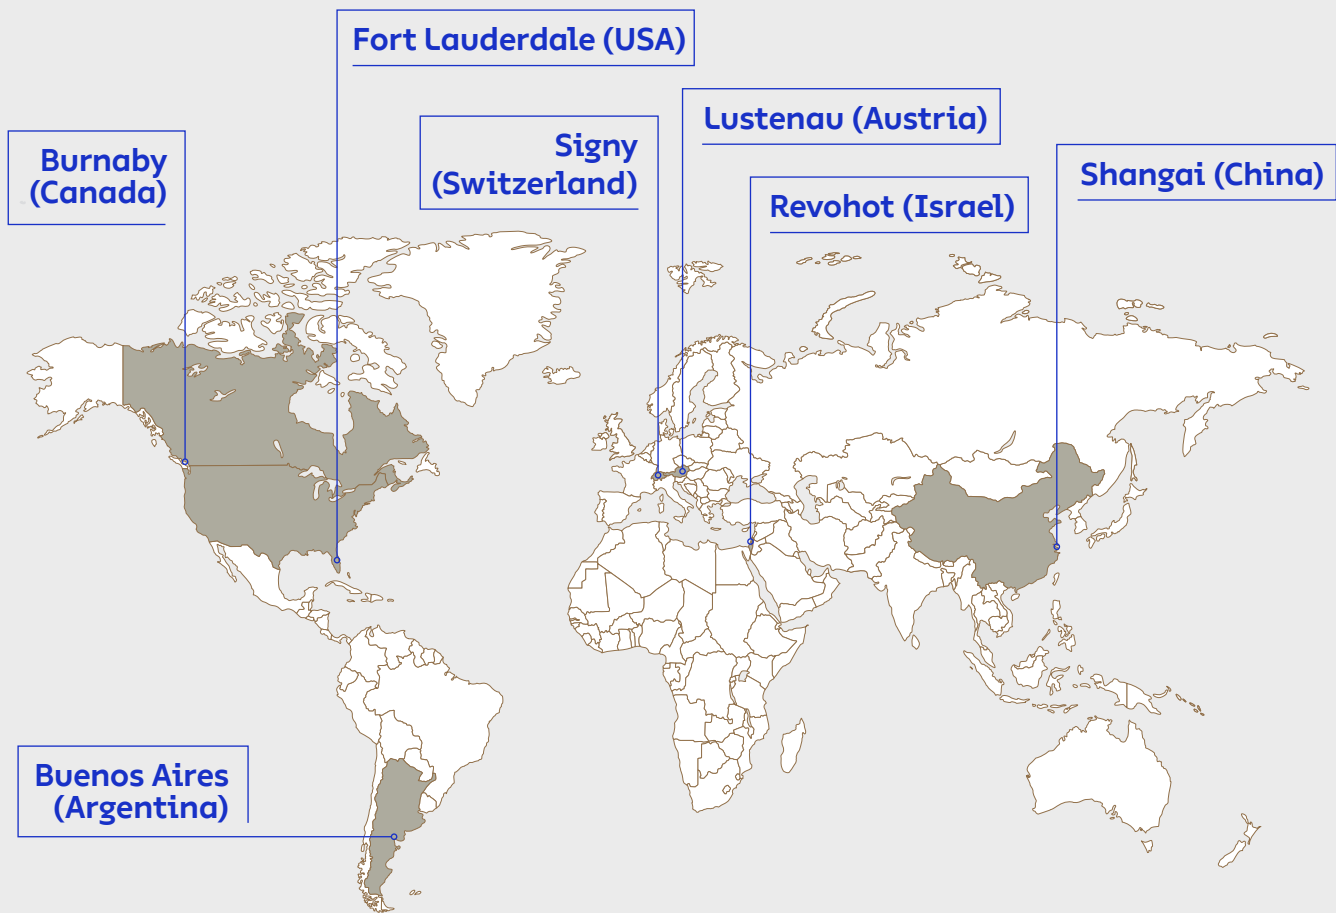 Fort Lauderdale (USA)
Lustenau (Austria)
Signy
(Switzerland)
Burnaby
(Canada)
Shangai (China)
Revohot (Israel)
Buenos Aires
(Argentina)